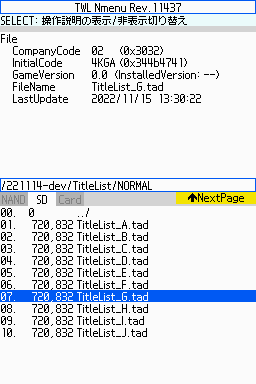 TWL Nmenu Rev.11437
SELECT: 操作説明の表示/非表示切り替え
File
CompanyCode 02 (0x3032)
InitialCode 4KGA (0x344b4741)
GameVersion 0.0 (InstalledVersion: --)
FileName TitleList_G.tad
LastUpdate 2022/11/15 13:30:22
/221114-dev/TitleList/NORMAL
NAND SD Card ↑NextPage
00. 0 ../
01. 720,832 TitleList_A.tad
02. 720,832 TitleList_B.tad
03. 720,832 TitleList_C.tad
04. 720,832 TitleList_D.tad
05. 720,832 TitleList_E.tad
06. 720,832 TitleList_F.tad
07. 720,832 TitleList_G.tad
08. 720,832 TitleList_H.tad
09. 720,832 TitleList_I.tad
10. 720,832 TitleList_J.tad